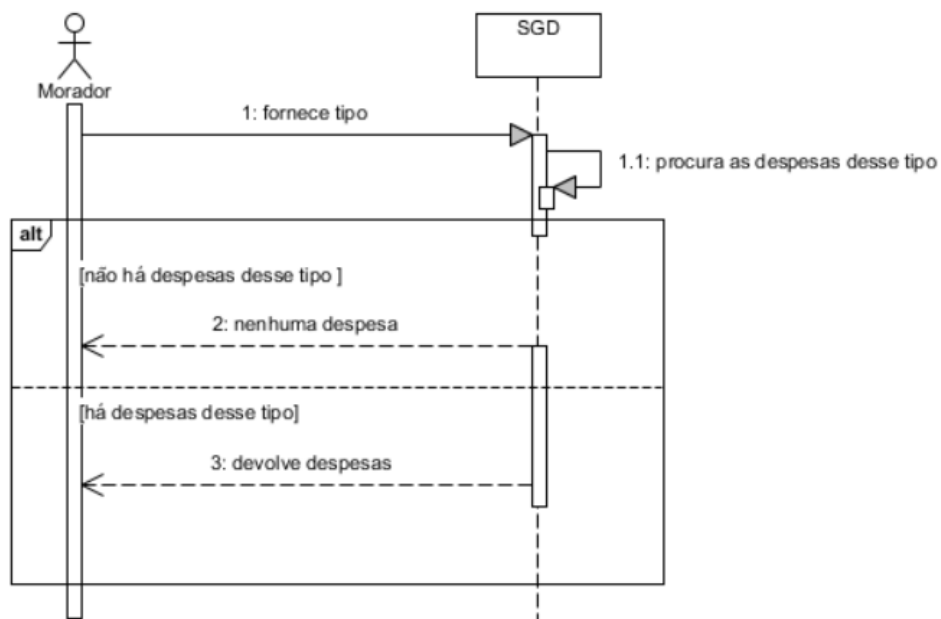 SGD
Morador
1: fornece tipo
1.1: procura as despesas desse tipo
alt
[não há despesas desse tipo ]
2: nenhuma despesa
[há despesas desse tipo]
3: devolve despesas